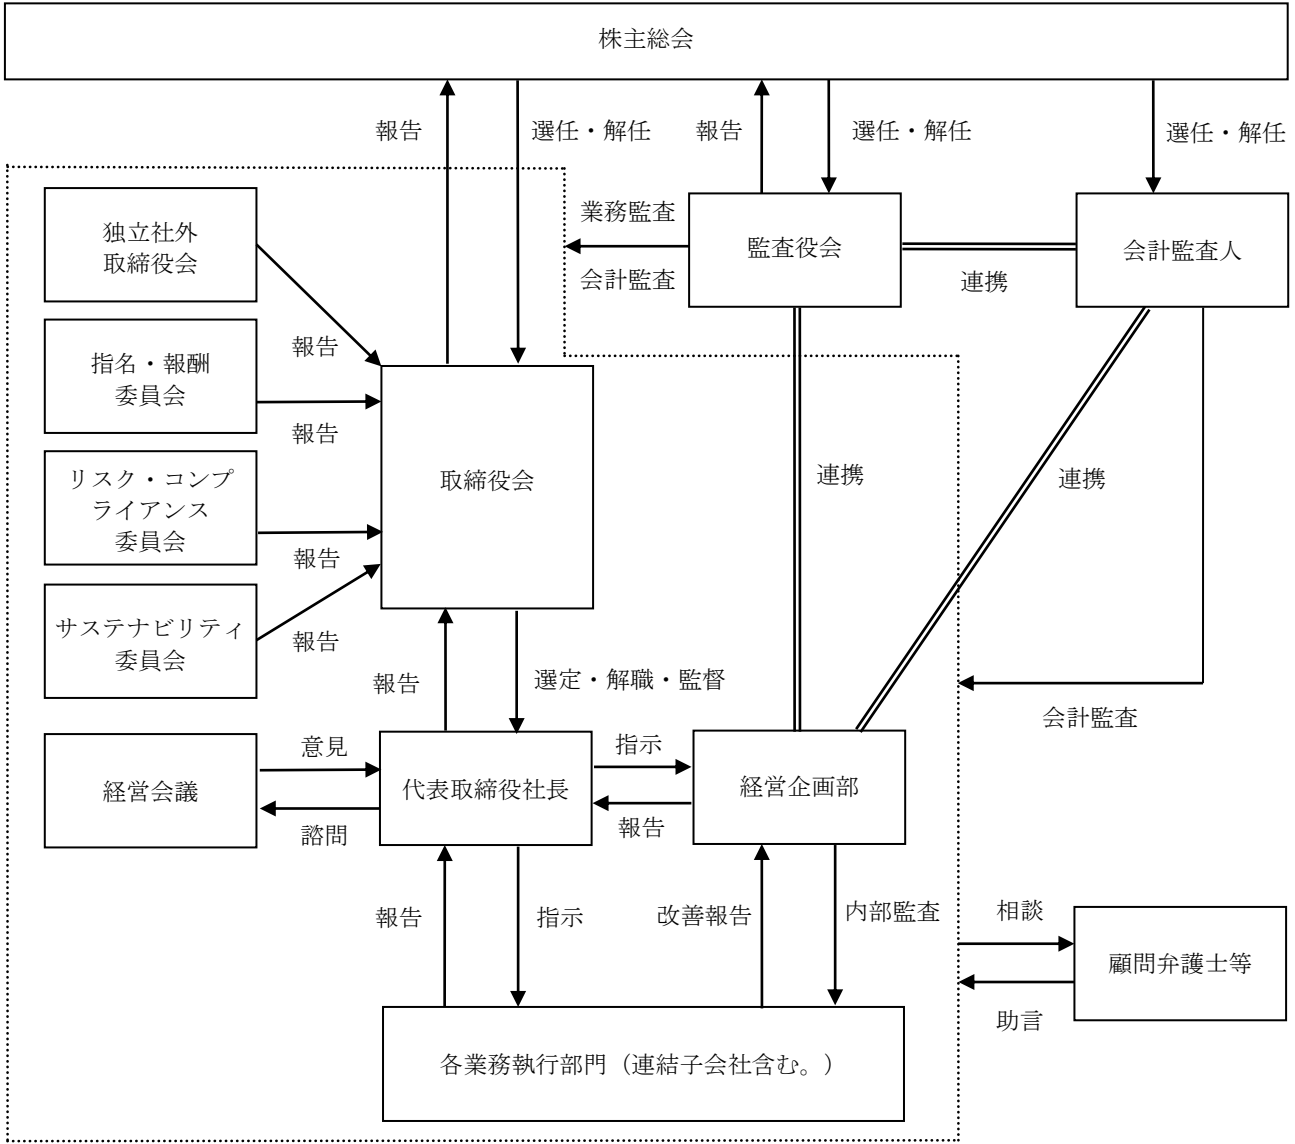 株主総会
報告
選任・解任
報告
選任・解任
選任・解任
独立社外
取締役会
業務監査
会計監査
監査役会
連携
会計監査人
報告
指名・報酬
委員会
報告
取締役会
リスク・コンプ
ライアンス
委員会
報告
連携
連携
サステナビリティ
委員会
報告
報告
選定・解職・監督
会計監査
経営会議
意見
諮問
代表取締役社長
指示
報告
経営企画部
報告
指示
改善報告
内部監査
相談
顧問弁護士等
助言
各業務執行部門（連結子会社含む。）